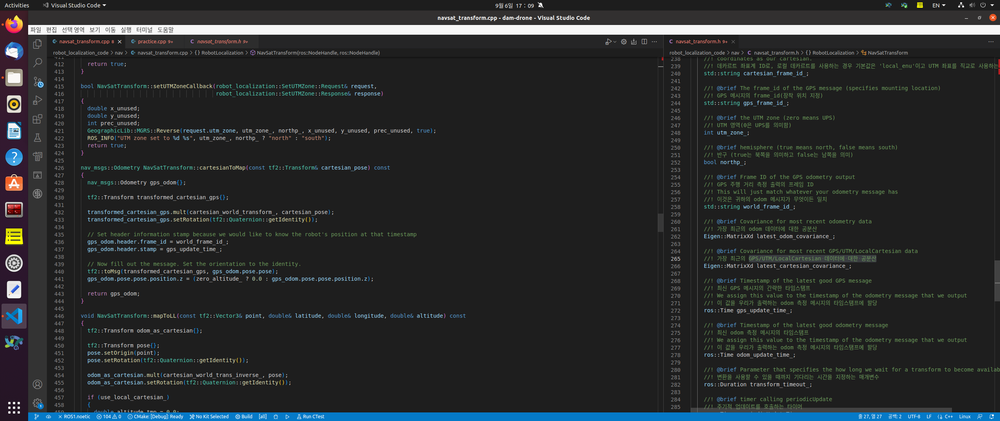 Activities
Visual Studio Code
9월 6일 17 : 09
EN
navsat_transform.cpp - dam-drone - Visual Studio Code
파일 편집 선택 영역 보기 이동 실행 터미널 도움말
navsat_transform.cpp 8
practice.cpp 9+
navsat_transform.h 9+
robot_localization_code > nav > navsat_transform.cpp > {} RobotLocalization > NavSatTransform(ros::NodeHandle, ros::NodeHandle)
411
412 return true;
413 }
414
415 bool NavSatTransform::setUTMZoneCallback(robot_localization::SetUTMZone::Request& request,
416 robot_localization::SetUTMZone::Response& response)
417 {
418 double x_unused;
419 double y_unused;
420 int prec_unused;
421 GeographicLib::MGRS::Reverse(request.utm_zone, utm_zone_, northp_, x_unused, y_unused, prec_unused, true);
422 ROS_INFO("UTM zone set to %d %s", utm_zone_, northp_ ? "north" : "south");
423 return true;
424 }
425
426 nav_msgs::Odometry NavSatTransform::cartesianToMap(const tf2::Transform& cartesian_pose) const
427 {
428 nav_msgs::Odometry gps_odom{};
429
430 tf2::Transform transformed_cartesian_gps{};
431
432 transformed_cartesian_gps.mult(cartesian_world_transform_, cartesian_pose);
433 transformed_cartesian_gps.setRotation(tf2::Quaternion::getIdentity());
434
435 // Set header information stamp because we would like to know the robot's position at that timestamp
436 gps_odom.header.frame_id = world_frame_id_;
437 gps_odom.header.stamp = gps_update_time_;
438
439 // Now fill out the message. Set the orientation to the identity.
440 tf2::toMsg(transformed_cartesian_gps, gps_odom.pose.pose);
441 gps_odom.pose.pose.position.z = (zero_altitude_ ? 0.0 : gps_odom.pose.pose.position.z);
442
443 return gps_odom;
444 }
445
446 void NavSatTransform::mapToLL(const tf2::Vector3& point, double& latitude, double& longitude, double& altitude) const
447 {
448 tf2::Transform odom_as_cartesian{};
449
450 tf2::Transform pose{};
451 pose.setOrigin(point);
452 pose.setRotation(tf2::Quaternion::getIdentity());
453
454 odom_as_cartesian.mult(cartesian_world_trans_inverse_, pose);
455 odom_as_cartesian.setRotation(tf2::Quaternion::getIdentity());
456
457 if (use_local_cartesian_)
458 {
459 double altitude_tmp = 0.0;
navsat_transform.h 9+
robot_localization_code > nav > navsat_transform.h > {} RobotLocalization > NavSatTransform
238 //! coordinates as our cartesian.
239 //! 데카르트 좌표계 ID로, 로컬 데카르트를 사용하는 경우 기본값은 'local_enu'이고 UTM 좌표를 직교로 사용하는
240 std::string cartesian_frame_id_;
241
242 //! @brief The frame_id of the GPS message (specifies mounting location)
243 //! GPS 메시지의 frame_id(장착 위치 지정)
244 std::string gps_frame_id_;
245
246 //! @brief the UTM zone (zero means UPS)
247 //! UTM 영역(0은 UPS를 의미함)
248 int utm_zone_;
249
250 //! @brief hemisphere (true means north, false means south)
251 //! 반구 (true는 북쪽을 의미하고 false는 남쪽을 의미)
252 bool northp_;
253
254 //! @brief Frame ID of the GPS odometry output
255 //! GPS 주행 거리 측정 출력의 프레임 ID
256 //! This will just match whatever your odometry message has
257 //! 이것은 귀하의 odom 메시지가 무엇이든 일치
258 std::string world_frame_id_;
259
260 //! @brief Covariance for most recent odometry data
261 //! 가장 최근의 odom 데이터에 대한 공분산
262 Eigen::MatrixXd latest_odom_covariance_;
263
264 //! @brief Covariance for most recent GPS/UTM/LocalCartesian data
265 //! 가장 최근의 GPS/UTM/LocalCartesian 데이터에 대한 공분산
266 Eigen::MatrixXd latest_cartesian_covariance_;
267
268 //! @brief Timestamp of the latest good GPS message
269 //! 최신 GPS 메시지의 간략한 타임스탬프
270 //! We assign this value to the timestamp of the odometry message that we output
271 //! 이 값을 우리가 출력하는 odom 측정 메시지의 타임스탬프에 할당
272 ros::Time gps_update_time_;
273
274 //! @brief Timestamp of the latest good odometry message
275 //! 최신 odom 측정 메시지의 타임스탬프
276 //! We assign this value to the timestamp of the odometry message that we output
277 //! 이 값을 우리가 출력하는 odom 측정 메시지의 타임스탬프에 할당
278 ros::Time odom_update_time_;
279
280 //! @brief Parameter that specifies the how long we wait for a transform to become availab
281 //! 변환을 사용할 수 있을 때까지 기다리는 시간을 지정하는 매개변수
282 ros::Duration transform_timeout_;
283
284 //! @brief timer calling periodicUpdate
285 //! 주기적 업데이트를 호출하는 타이머
ROS1.noetic 104 0 CMake: [Debug]: Ready No Kit Selected Build [all] Run CTest
줄 27, 열 27 공백: 2 UTF-8 LF C++ Linux